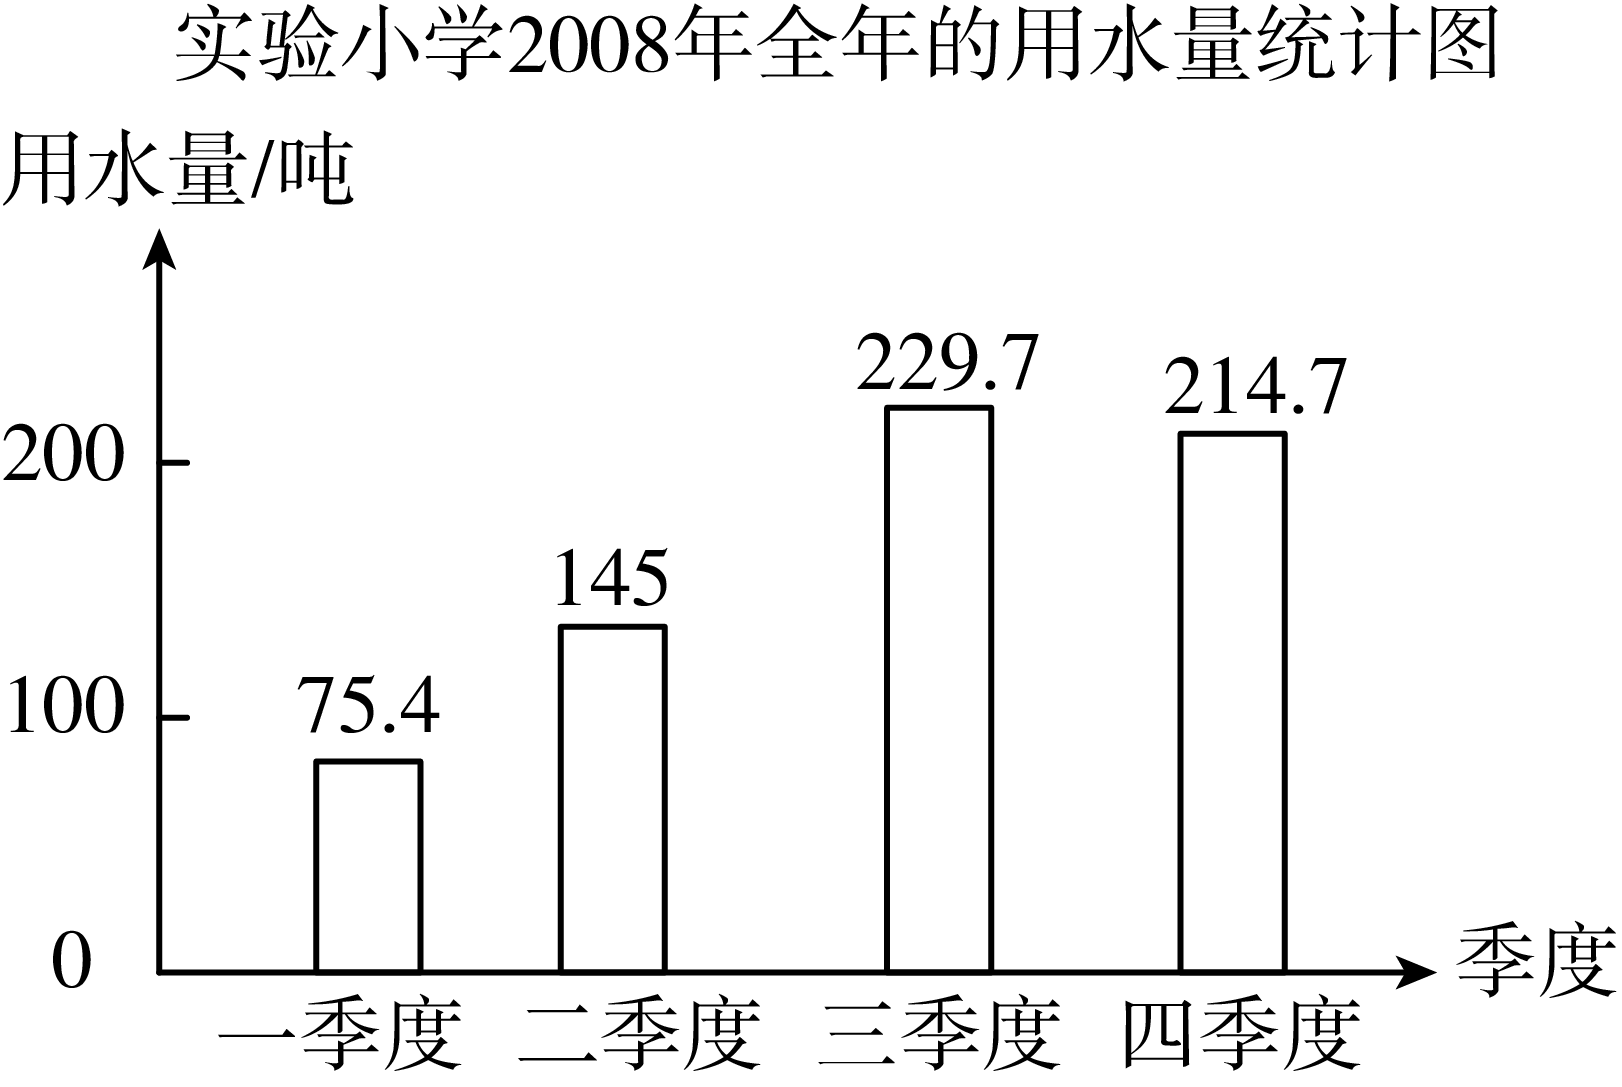 实验小学2008年全年的用水量统计图
用水量/吨
229.7
214.7
200
145
100
75.4
0
季度
一季度 二季度 三季度 四季度